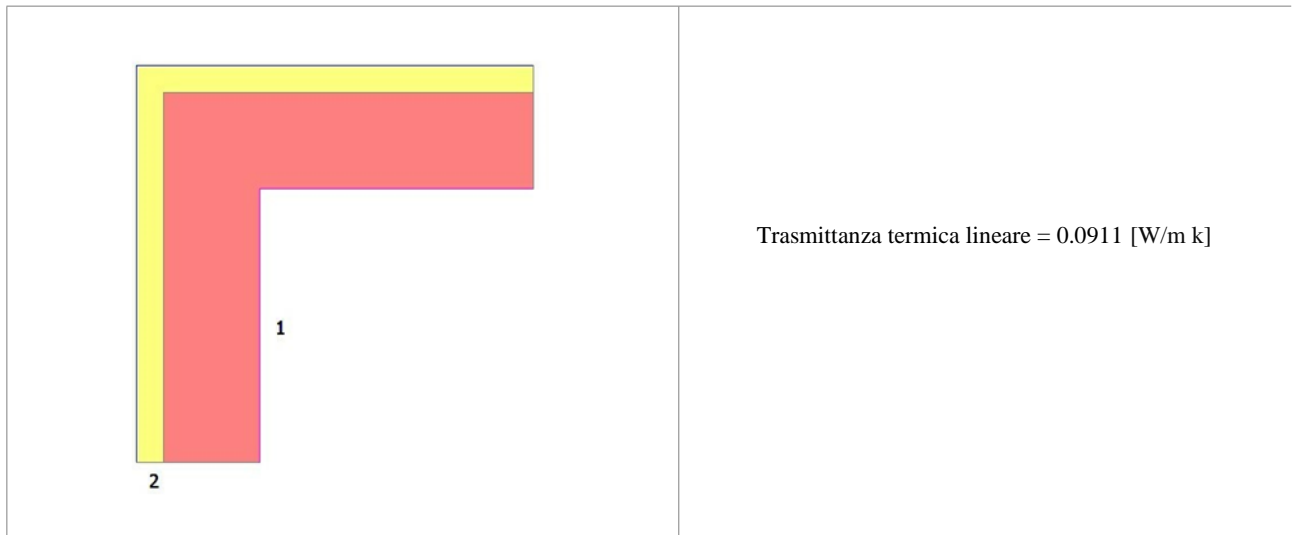 1
2
Trasmittanza termica lineare = 0.0911 [W/m k]